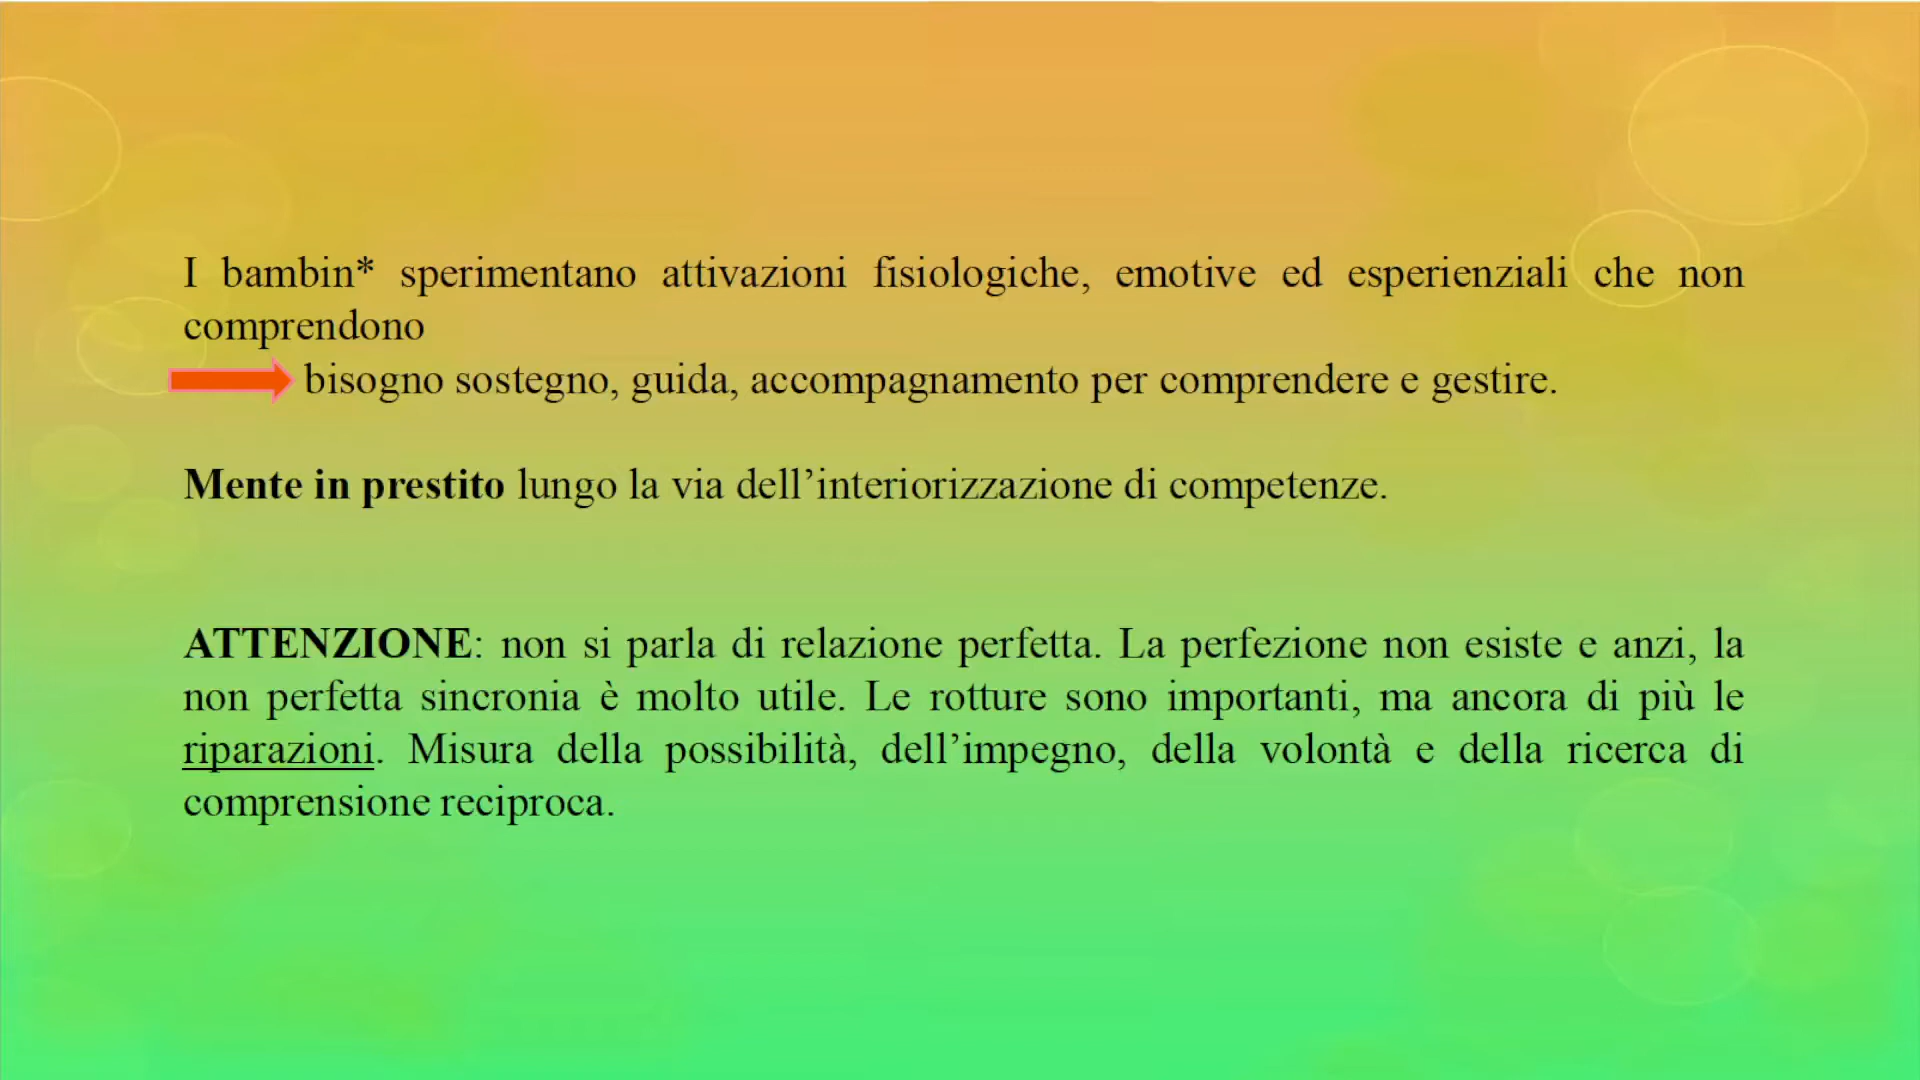 I bambin* sperimentano attivazioni fisiologiche, emotive ed esperienziali che non
comprendono
bisogno sostegno, guida, accompagnamento per comprendere e gestire.
Mente in prestito lungo la via dell’interiorizzazione di competenze.
ATTENZIONE: non si parla di relazione perfetta. La perfezione non esiste e anzi, la
non perfetta sincronia è molto utile. Le rotture sono importanti, ma ancora di più le
riparazioni. Misura della possibilità, dell’impegno, della volontà e della ricerca di
comprensione reciproca.